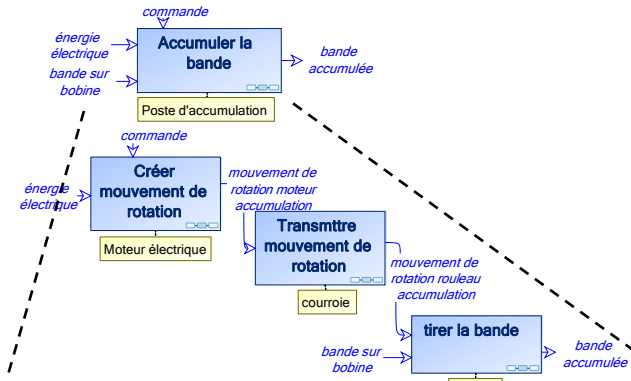 commande
énergie
électrique
bande sur
bobine
Accumuler la
bande
bande
accumulée
Poste d'accumulation
commande
énergie
électrique
Créer
mouvement de
rotation
Moteur électrique
mouvement de
rotation moteur
accumulation
Transmttre
mouvement de
rotation
courroie
mouvement de
rotation rouleau
accumulation
tirer la bande
bande sur
bobine
bande
accumulée